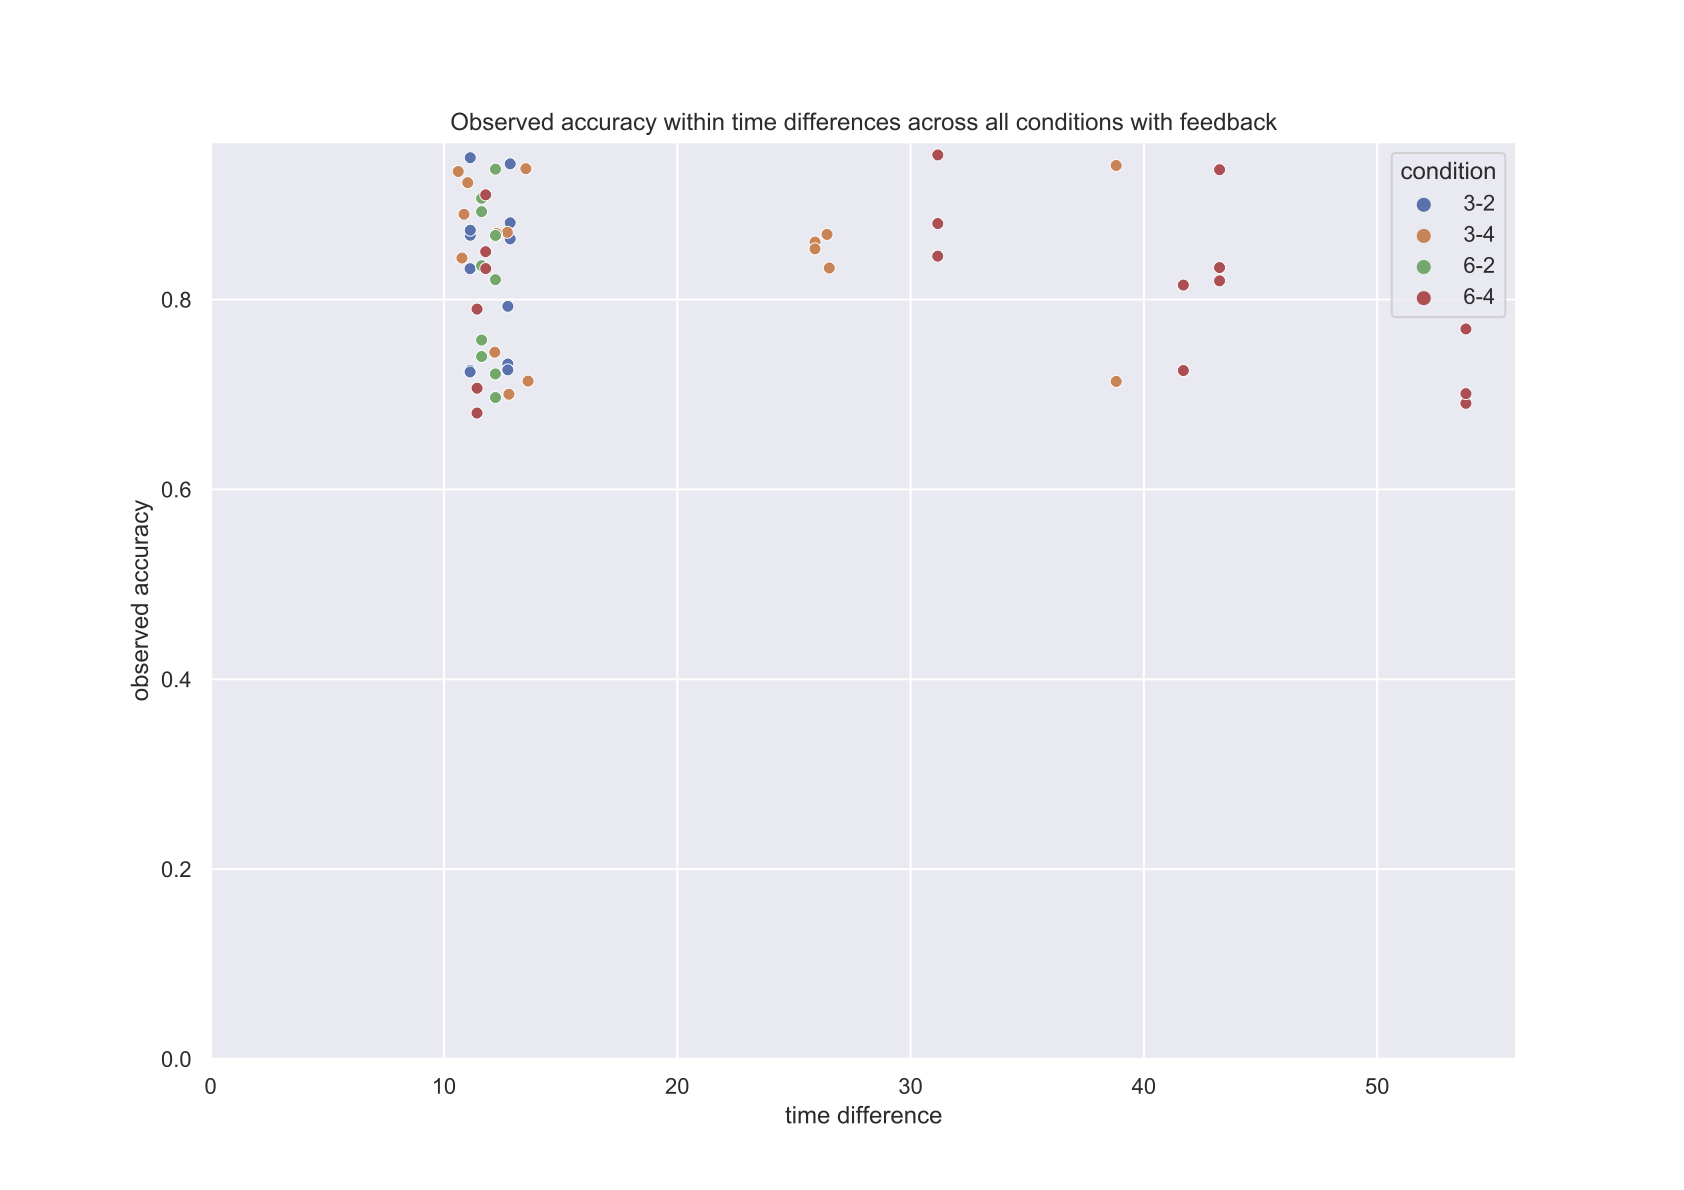 Observed accuracy within time differences across all conditions with feedback
condition
3-2
3-4
6-2
6-4
0.8
0.6
0.4
0.2
0.0
observed accuracy
0 10 20 30 40 50
time difference